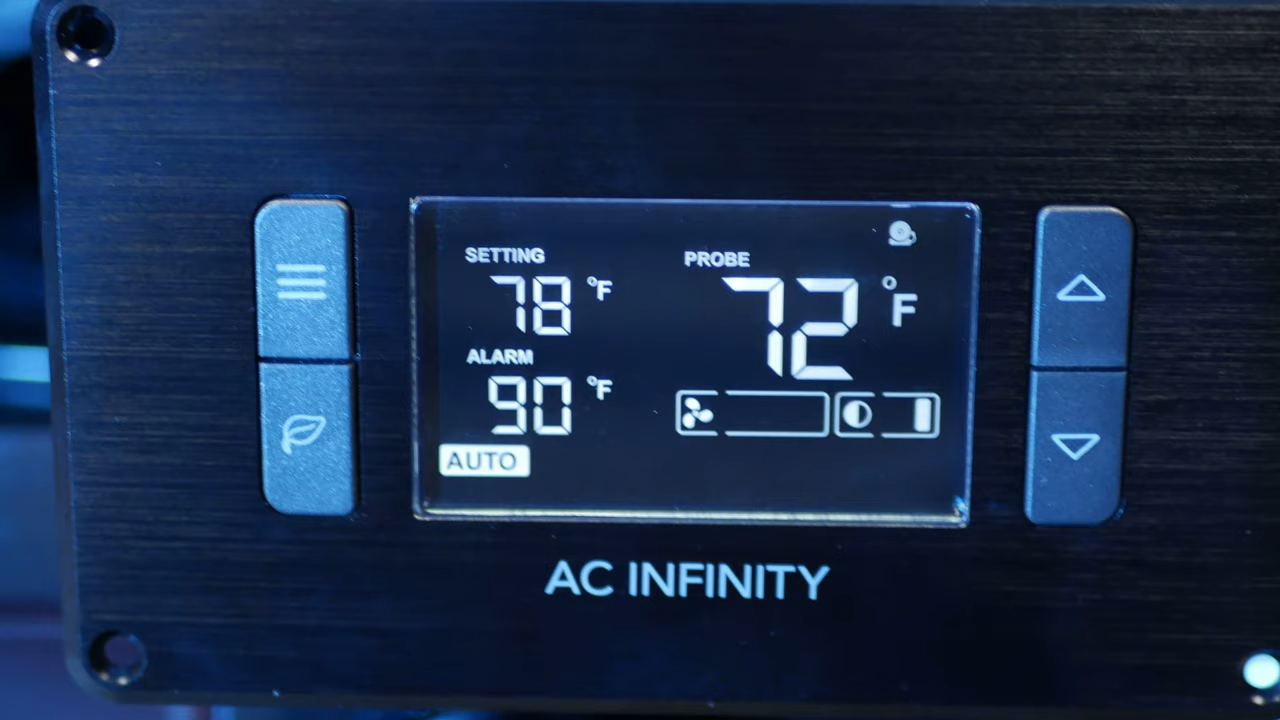 SETTING
78 °F
ALARM
90 °F
AUTO
PROBE
72 °F
AC INFINITY